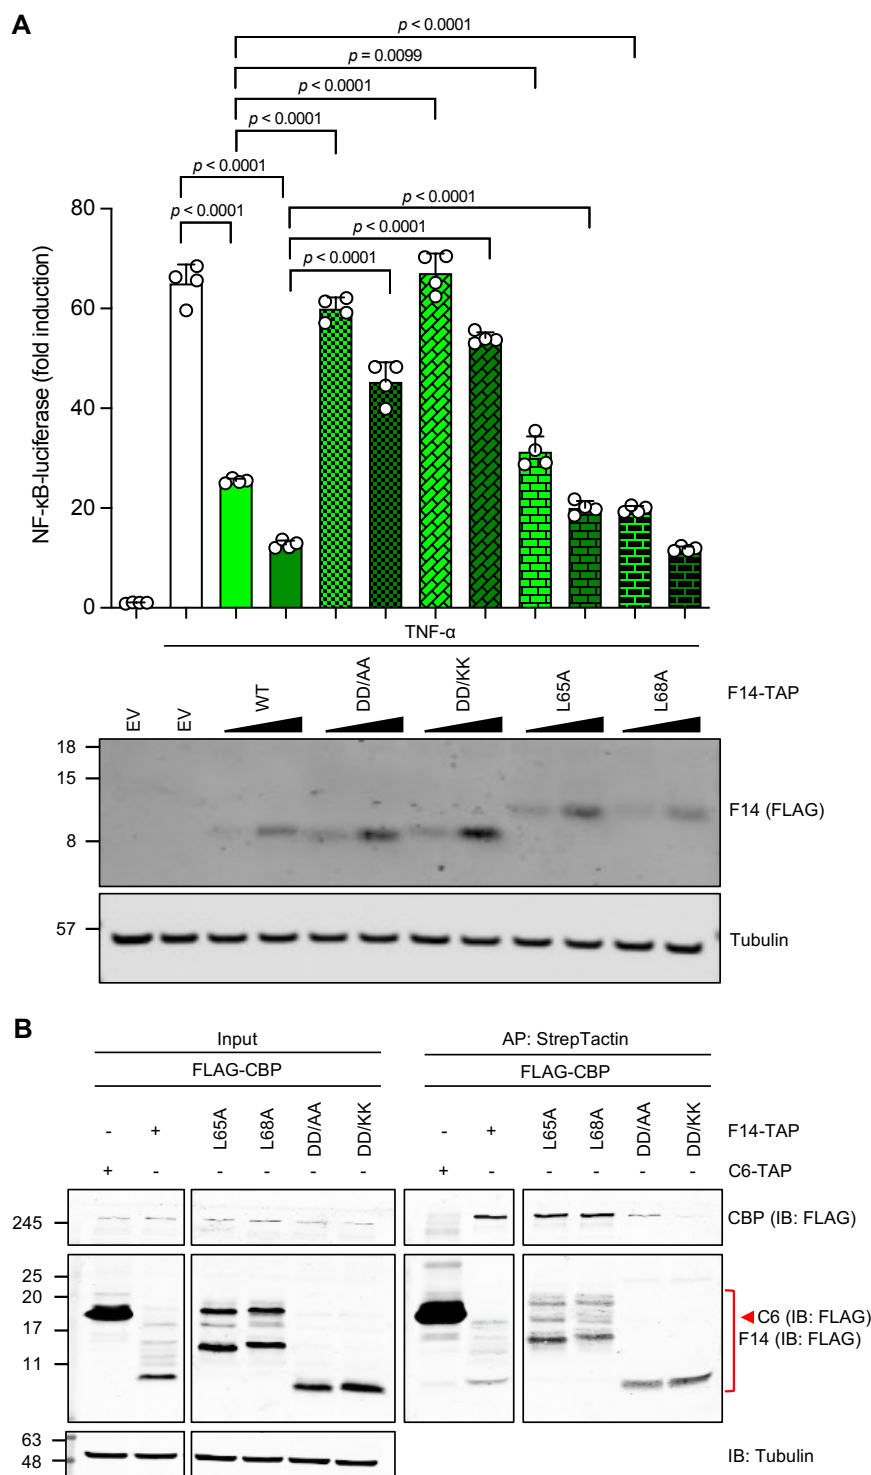 A
p < 0.0001
p = 0.0099
p < 0.0001
p < 0.0001
p < 0.0001
p < 0.0001
p < 0.0001
p < 0.0001
p < 0.0001
NF-κB-luciferase (fold induction)
80
60
40
20
0
TNF-α
EV
EV
WT
DD/AA
DD/KK
L65A
L68A
F14-TAP
18
15
8
F14 (FLAG)
57
Tubulin
B
Input
AP: StrepTactin
FLAG-CBP
FLAG-CBP
- + L65A L68A DD/AA DD/KK - + L65A L68A DD/AA DD/KK F14-TAP
+ - - - - - + - - - - - C6-TAP
245
CBP (IB: FLAG)
25
20
17
11
C6 (IB: FLAG)
F14 (IB: FLAG)
63
48
IB: Tubulin